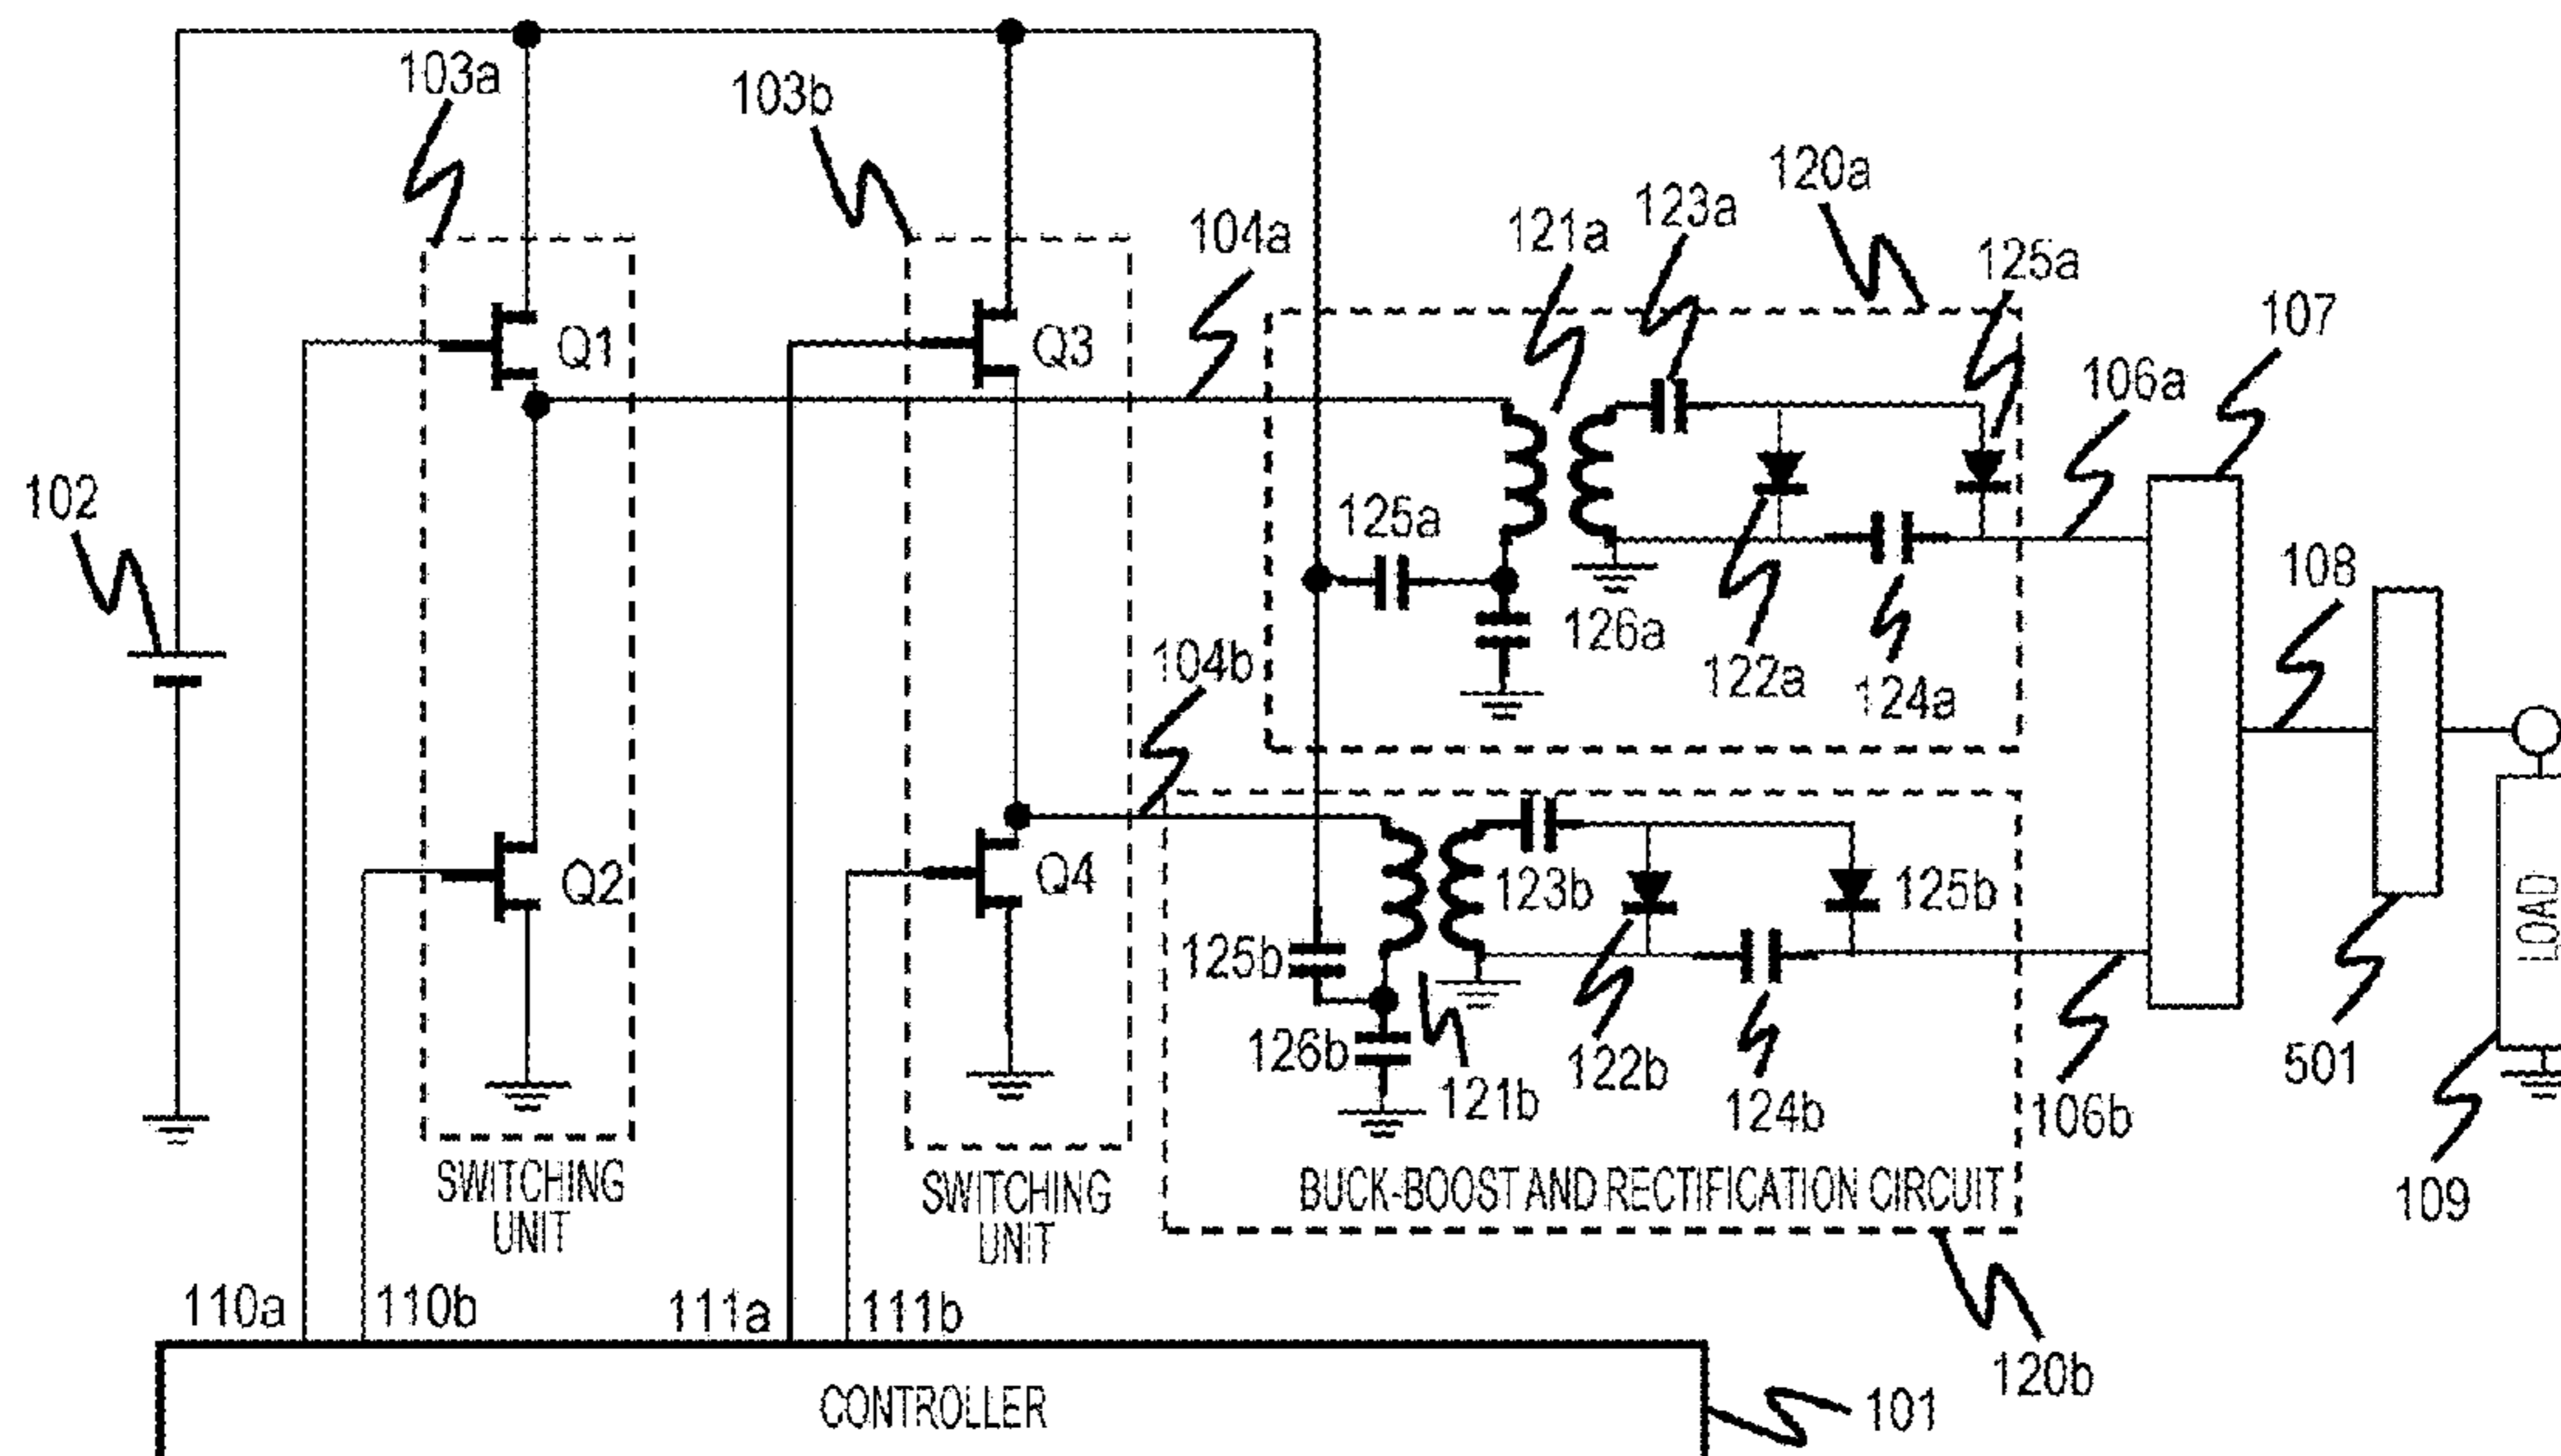 103a
103b
120a
123a
104a
121a
125a
107
106a
Q1
Q3
102
125a
108
126a
104b
122a
124a
Q2
Q4
123b
125b
LOAD
125b
126b
122b
501
121b
124b
106b
SWITCHING
UNIT
SWITCHING
UNIT
BUCK-BOOST AND RECTIFICATION CIRCUIT
109
110a
110b
111a
111b
120b
CONTROLLER
101